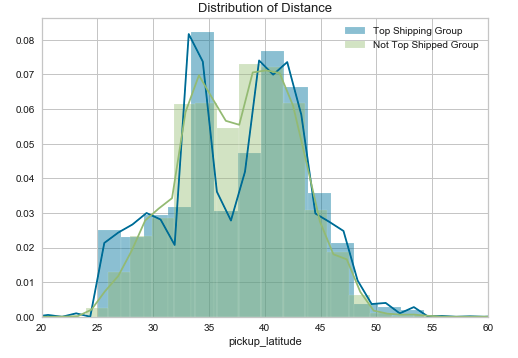 Distribution of Distance
Top Shipping Group
Not Top Shipped Group
0.08
0.07
0.06
0.05
0.04
0.03
0.02
0.01
0.00
20 25 30 35 40 45 50 55 60
pickup_latitude